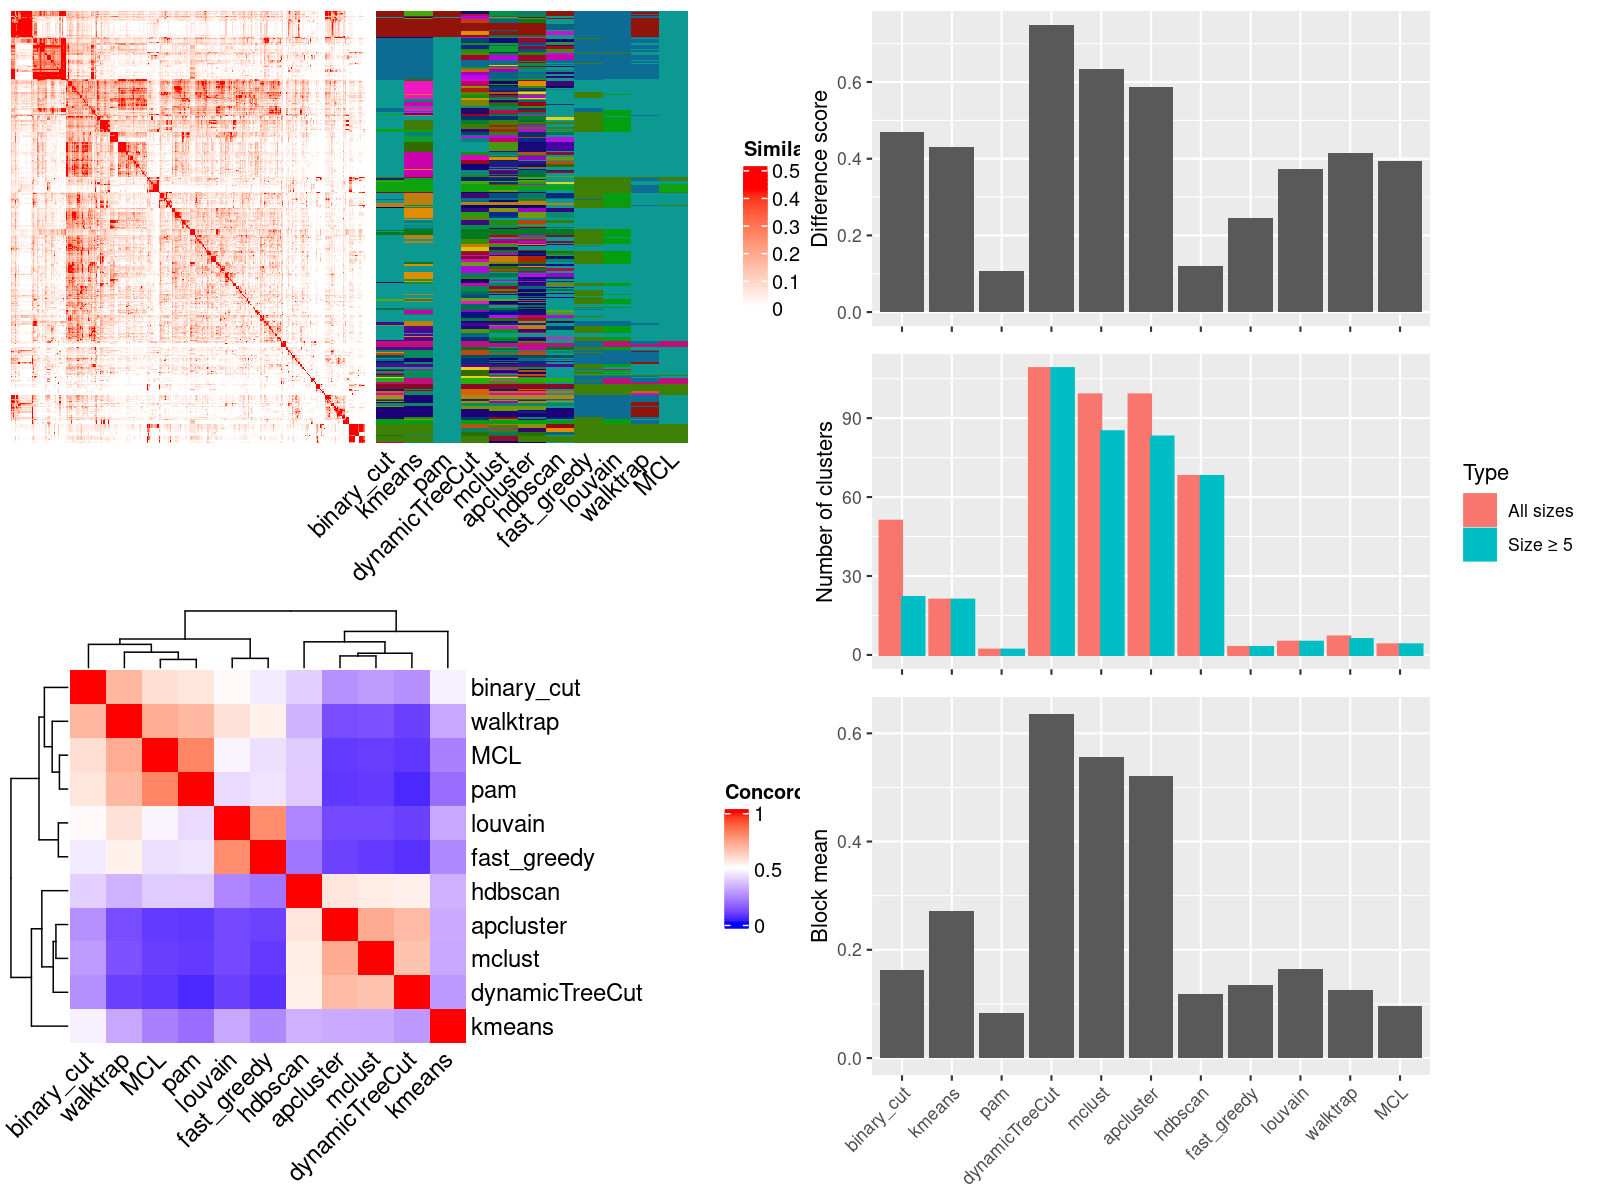 Simila
0.5
0.4
0.3
0.2
0.1
0
binary_cut
kmeans
pam
dynamicTreeCut
mclust
apcluster
hdbscan
fast_greedy
louvain
walktrap
MCL
binary_cut
walktrap
MCL
pam
louvain
fast_greedy
hdbscan
apcluster
mclust
dynamicTreeCut
kmeans
binary_cut
walktrap
MCL
pam
louvain
fast_greedy
hdbscan
apcluster
mclust
dynamicTreeCut
kmeans
Concord
1
0.5
0
Difference score
0.6
0.4
0.2
0.0
Number of clusters
90
60
30
0
Type
All sizes
Size ≥ 5
Block mean
0.6
0.4
0.2
0.0
binary_cut
kmeans
pam
dynamicTreeCut
mclust
apcluster
hdbscan
fast_greedy
louvain
walktrap
MCL